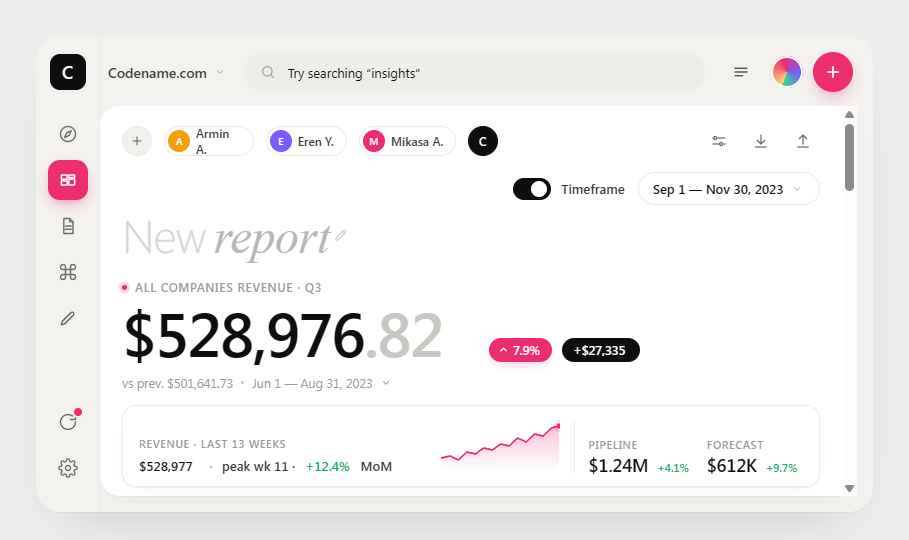 C Codename.com Try searching “insights”
A Armin A. E Eren Y. M Mikasa A. C
Timeframe Sep 1 — Nov 30, 2023
New report
ALL COMPANIES REVENUE · Q3
$528,976.82 7.9% +$27,335
vs prev. $501,641.73 • Jun 1 — Aug 31, 2023
REVENUE · LAST 13 WEEKS PIPELINE FORECAST
$528,977 · peak wk 11 · +12.4% MoM $1.24M +4.1% $612K +9.7%